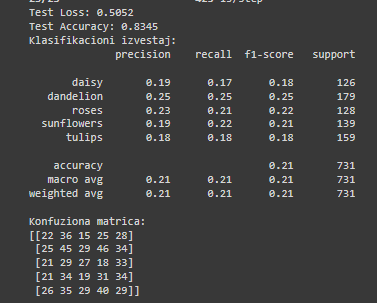 Test Loss: 0.5052
Test Accuracy: 0.8345
Klasifikacioni izvestaj:
precision recall f1-score support
daisy 0.19 0.17 0.18 126
dandelion 0.25 0.25 0.25 179
roses 0.23 0.21 0.22 128
sunflowers 0.19 0.22 0.21 139
tulips 0.18 0.18 0.18 159
accuracy 0.21 731
macro avg 0.21 0.21 0.21 731
weighted avg 0.21 0.21 0.21 731
Konfuziona matrica:
[[22 36 15 25 28]
[25 45 29 46 34]
[21 29 27 18 33]
[21 34 19 31 34]
[26 35 29 40 29]]